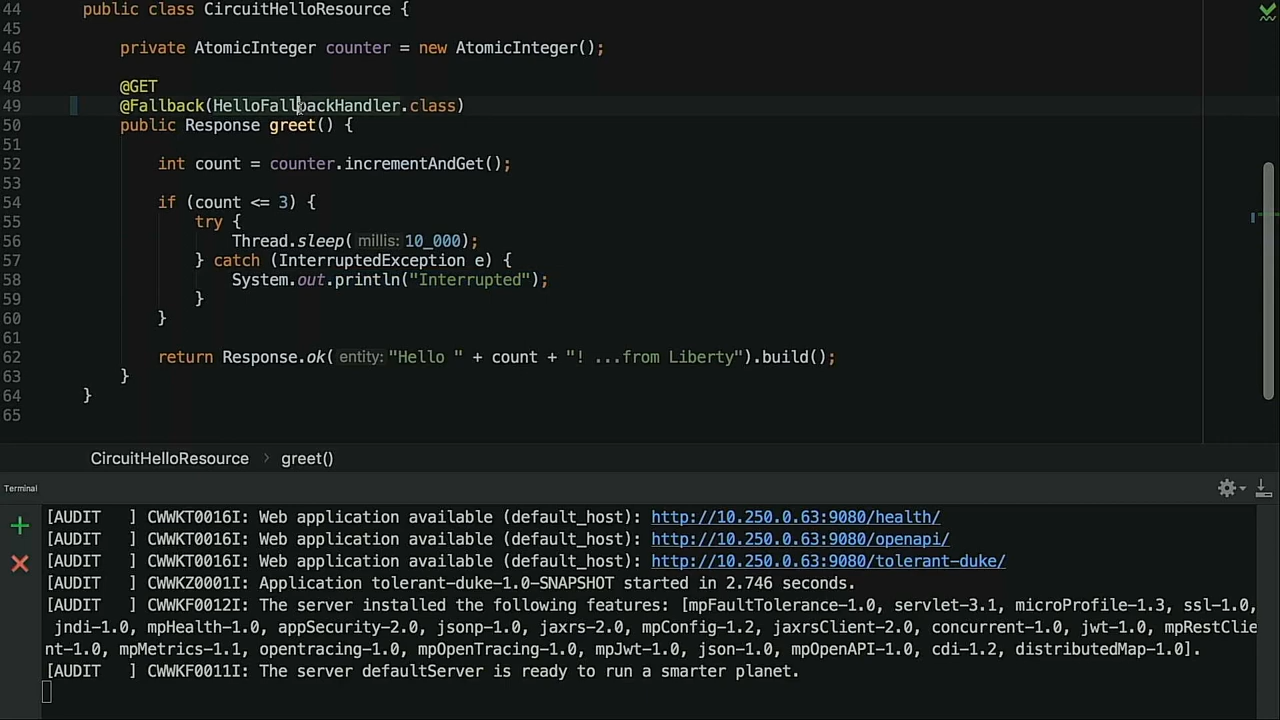 44 public class CircuitHelloResource {
45
46 private AtomicInteger counter = new AtomicInteger();
47
48 @GET
49 @Fallback(HelloFallbackHandler.class)
50 public Response greet() {
51
52 int count = counter.incrementAndGet();
53
54 if (count <= 3) {
55 try {
56 Thread.sleep( millis: 10_000);
57 } catch (InterruptedException e) {
58 System.out.println("Interrupted");
59 }
60 }
61
62 return Response.ok( entity: "Hello " + count + "! ...from Liberty").build();
63 }
64 }
65
CircuitHelloResource > greet()
Terminal
[AUDIT   ] CWWKT0016I: Web application available (default_host): http://10.250.0.63:9080/health/
[AUDIT   ] CWWKT0016I: Web application available (default_host): http://10.250.0.63:9080/openapi/
[AUDIT   ] CWWKT0016I: Web application available (default_host): http://10.250.0.63:9080/tolerant-duke/
[AUDIT   ] CWWKZ0001I: Application tolerant-duke-1.0-SNAPSHOT started in 2.746 seconds.
[AUDIT   ] CWWKF0012I: The server installed the following features: [mpFaultTolerance-1.0, servlet-3.1, microProfile-1.3, ssl-1.0,
jndi-1.0, mpHealth-1.0, appSecurity-2.0, jsonp-1.0, jaxrs-2.0, mpConfig-1.2, jaxrsClient-2.0, concurrent-1.0, jwt-1.0, mpRestClie
nt-1.0, mpMetrics-1.1, opentracing-1.0, mpOpenTracing-1.0, mpJwt-1.0, json-1.0, mpOpenAPI-1.0, cdi-1.2, distributedMap-1.0].
[AUDIT   ] CWWKF0011I: The server defaultServer is ready to run a smarter planet.